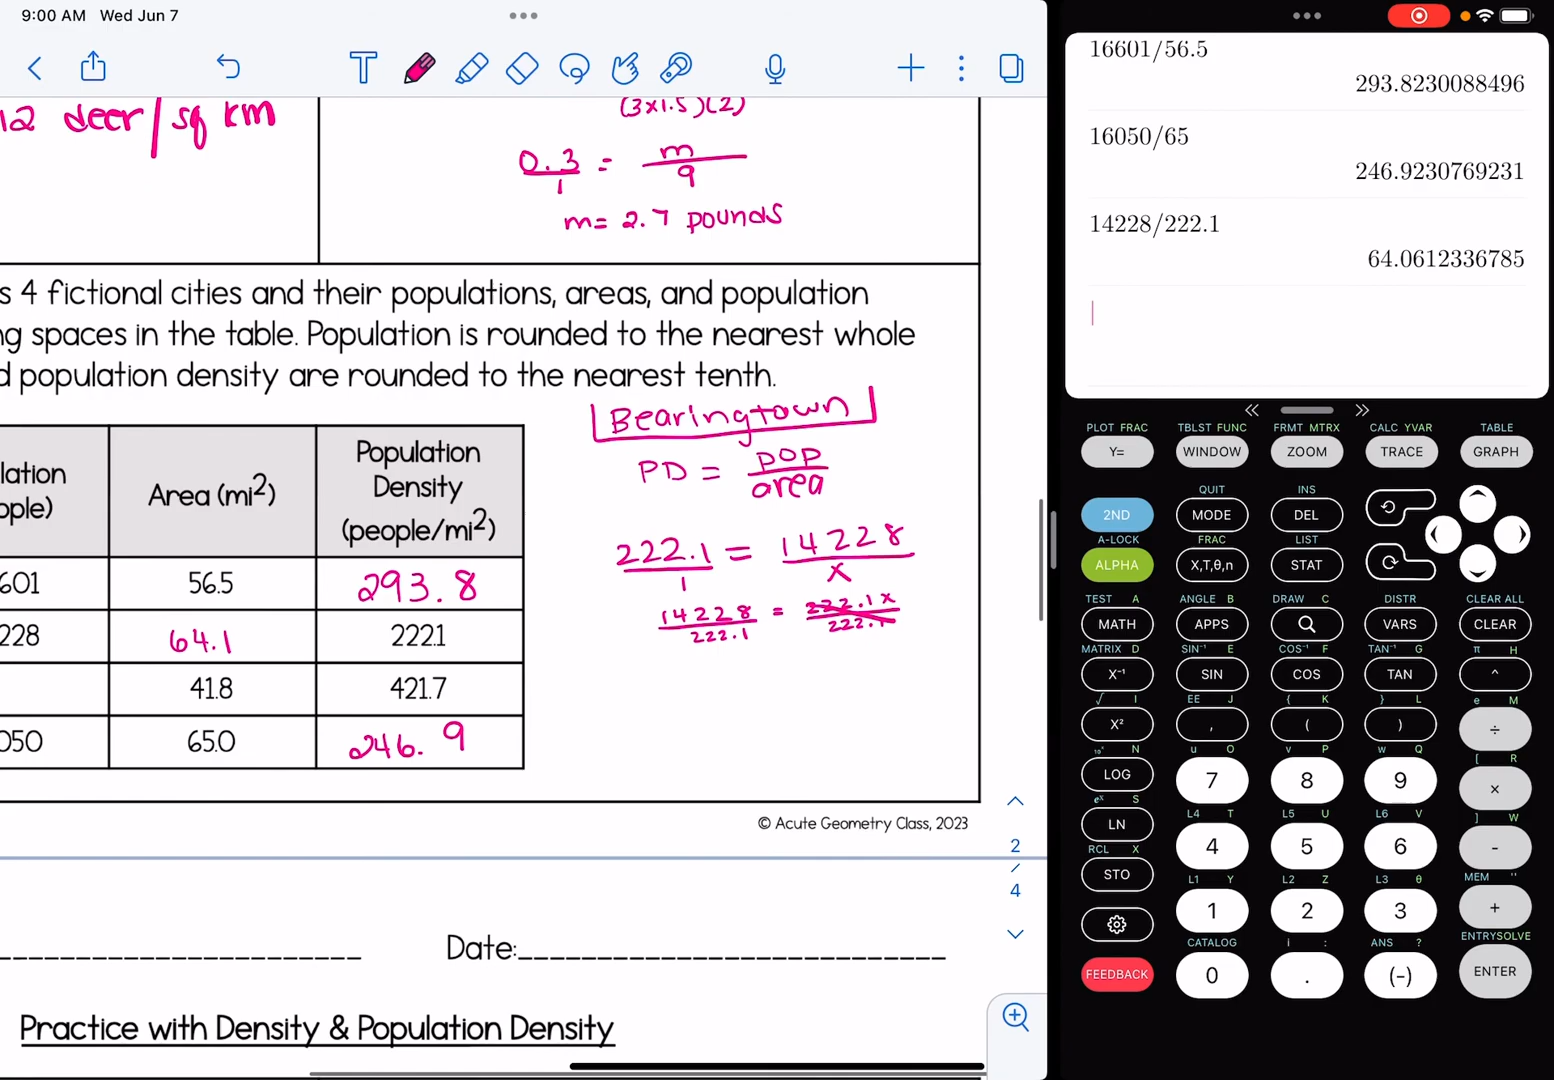 9:00 AM Wed Jun 7
12 deer/sq km
(3x1.5)(2)
0.3/1 = m/9
m= 2.7 pounds
s 4 fictional cities and their populations, areas, and population
ng spaces in the table. Population is rounded to the nearest whole
d population density are rounded to the nearest tenth.
lation
ople)
Area (mi²)
Population
Density
(people/mi²)
601 56.5 293.8
228 64.1 222.1
41.8 421.7
050 65.0 246.9
Bearingtown
PD = pop/area
222.1/1 = 14228/x
14228/222.1 = 222.1x/222.1
© Acute Geometry Class, 2023
2
/
4
Date:
Practice with Density & Population Density
16601/56.5
293.8230088496
16050/65
246.9230769231
14228/222.1
64.0612336785
PLOT FRAC TBLST FUNC FRMT MTRX CALC YVAR TABLE
Y= WINDOW ZOOM TRACE GRAPH
QUIT INS
2ND MODE DEL
A-LOCK FRAC LIST
ALPHA X,T,θ,n STAT
TEST A ANGLE B DRAW C DISTR CLEAR ALL
MATH APPS VARS CLEAR
MATRIX D SIN⁻¹ E COS⁻¹ F TAN⁻¹ G π H
X⁻¹ SIN COS TAN ^
√ I EE J { K } L e M
X² , ( ) ÷
10ˣ N u O v P w Q [ R
LOG 7 8 9 ×
eˣ S L4 T L5 U L6 V ] W
LN 4 5 6 -
RCL X L1 Y L2 Z L3 θ MEM "
STO 1 2 3 +
CATALOG i : ANS ? ENTRY SOLVE
FEEDBACK 0 . (-) ENTER